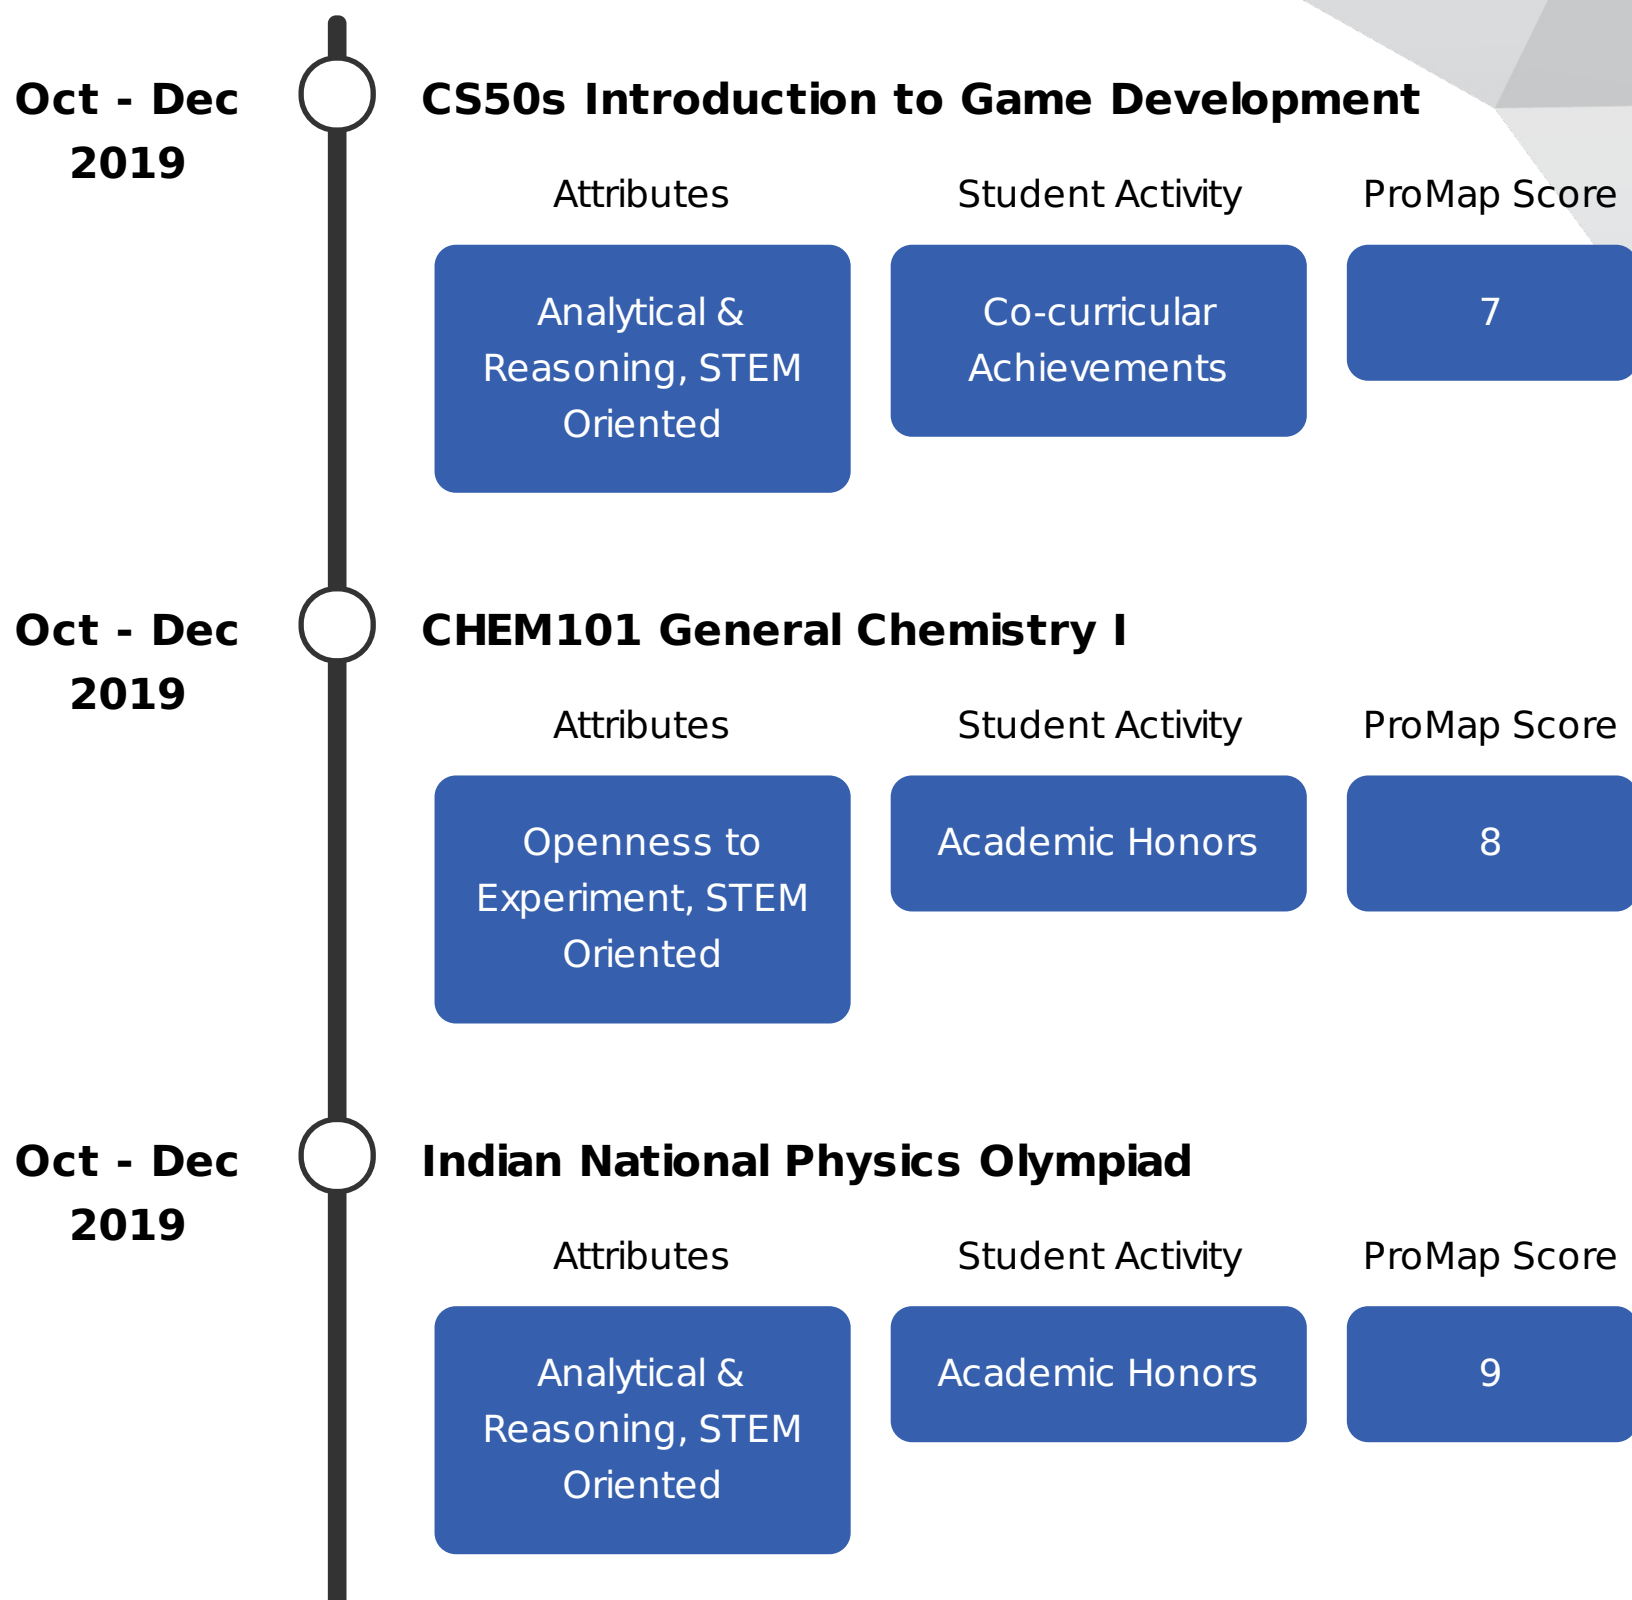 Oct - Dec
2019
CS50s Introduction to Game Development
Attributes
Student Activity
ProMap Score
Analytical &
Reasoning, STEM
Oriented
Co-curricular
Achievements
7
Oct - Dec
2019
CHEM101 General Chemistry I
Attributes
Student Activity
ProMap Score
Openness to
Experiment, STEM
Oriented
Academic Honors
8
Oct - Dec
2019
Indian National Physics Olympiad
Attributes
Student Activity
ProMap Score
Analytical &
Reasoning, STEM
Oriented
Academic Honors
9